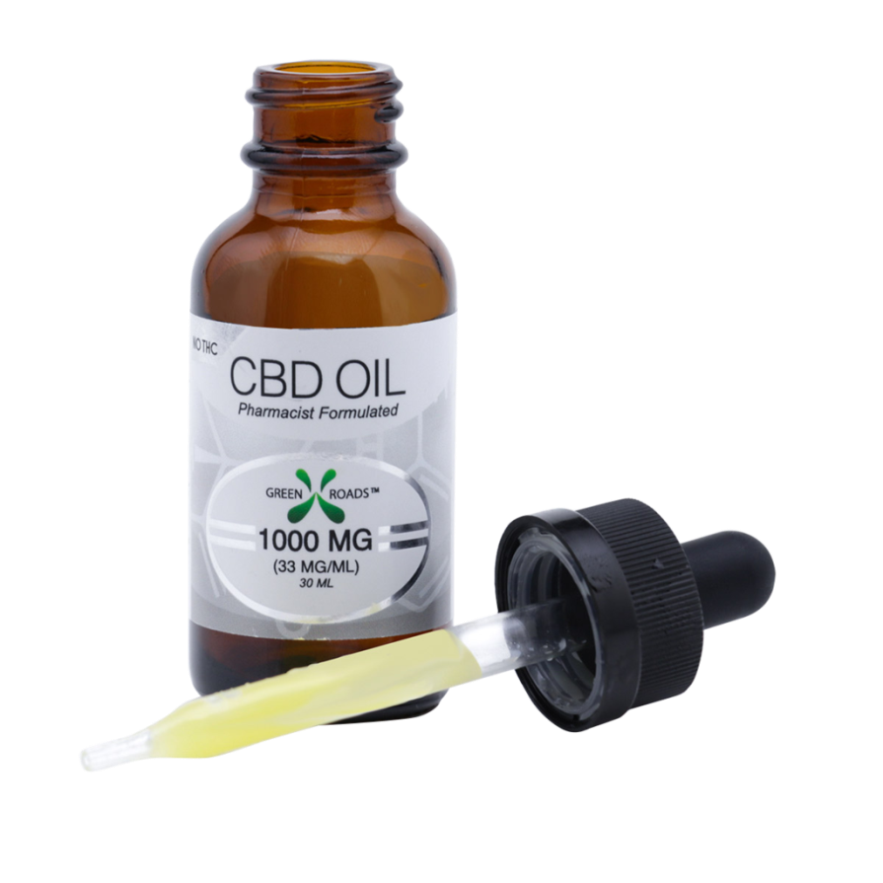 NO THC
CBD OIL
Pharmacist Formulated
GREEN ROADS™
1000 MG
(33 MG/ML)
30 ML